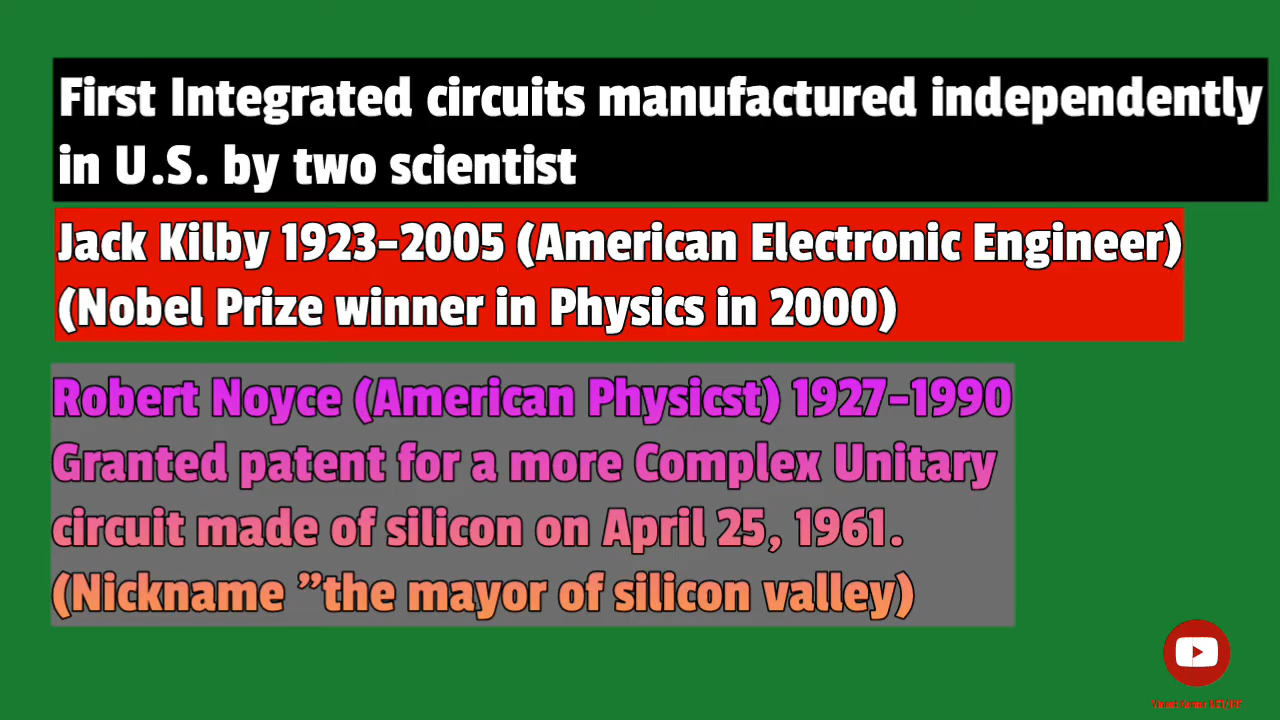 First Integrated circuits manufactured independently
in U.S. by two scientist
Jack Kilby 1923-2005 (American Electronic Engineer)
(Nobel Prize winner in Physics in 2000)
Robert Noyce (American Physicst) 1927-1990
Granted patent for a more Complex Unitary
circuit made of silicon on April 25, 1961.
(Nickname ”the mayor of silicon valley)